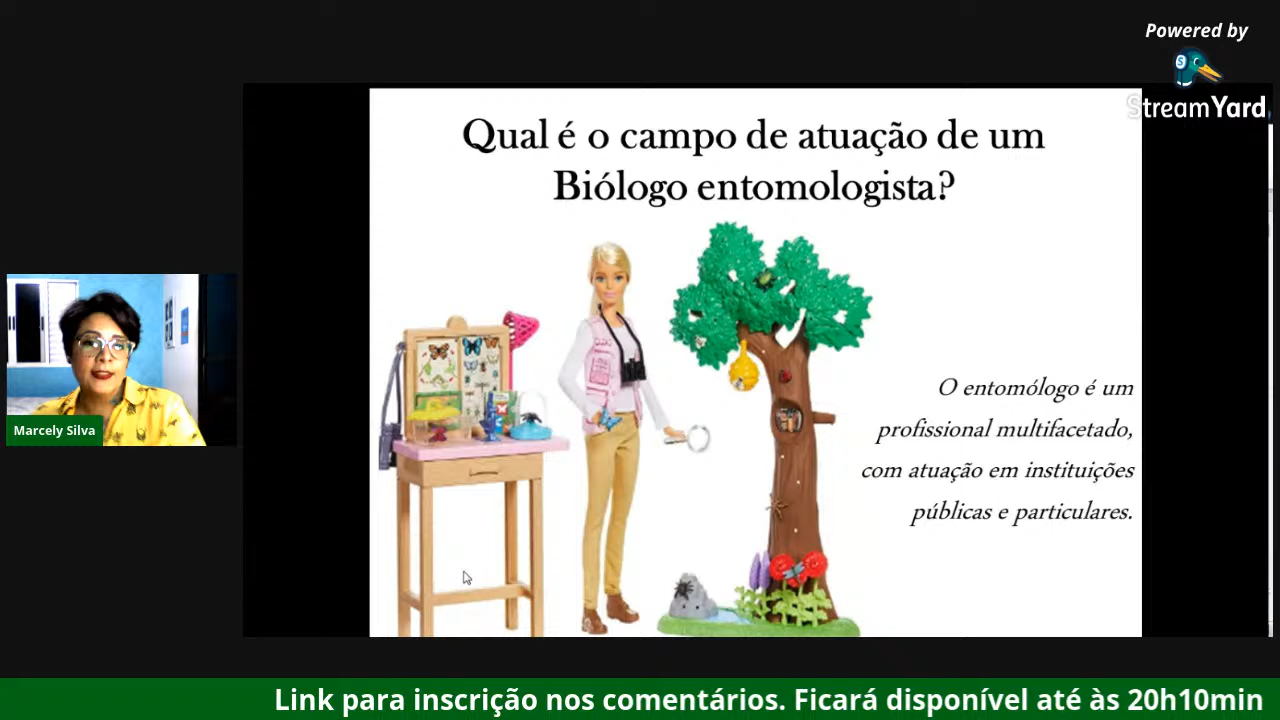 Powered by
StreamYard
Qual é o campo de atuação de um
Biólogo entomologista?
O entomólogo é um
profissional multifacetado,
com atuação em instituições
públicas e particulares.
Marcely Silva
Link para inscrição nos comentários. Ficará disponível até às 20h10min